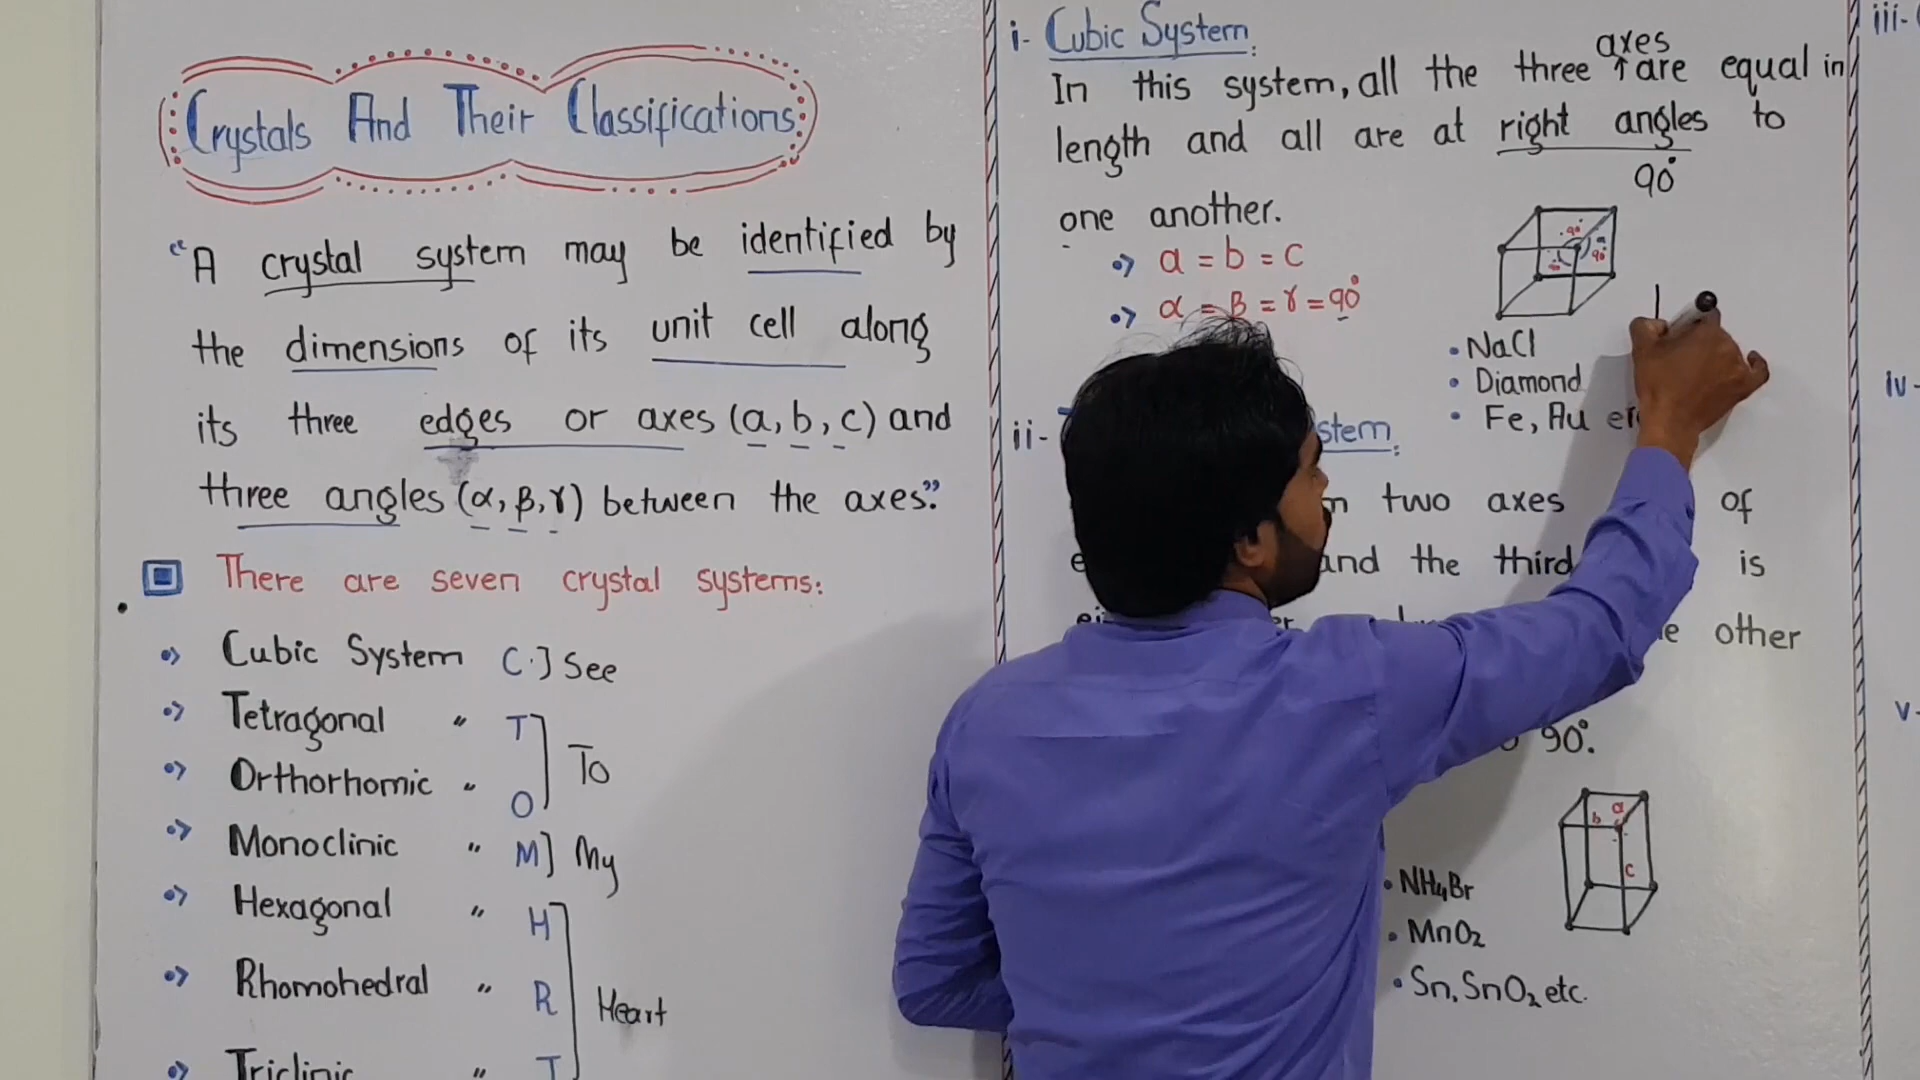 Crystals And Their Classifications
"A crystal system may be identified by
the dimensions of its unit cell along
its three edges or axes (a, b, c) and
three angles (α, β, γ) between the axes."
There are seven crystal systems:
Cubic System C.] See
Tetragonal " T
To
Orthorhomic " O
Monoclinic " M] My
Hexagonal " H
Rhomohedral " R
Heart
Triclinic " T
i- Cubic System:
axes
In this system, all the three ↑ are equal in
length and all are at right angles to
90°
one another.
a = b = c
α = β = γ = 90°
90°
a
90°
• NaCl
• Diamond
• Fe, Au
ii- stem:
two axes of
and the third is
other
90°.
a
b
c
• NH4Br
• MnO2
• Sn, SnO2 etc.
iii-
iv-
v-